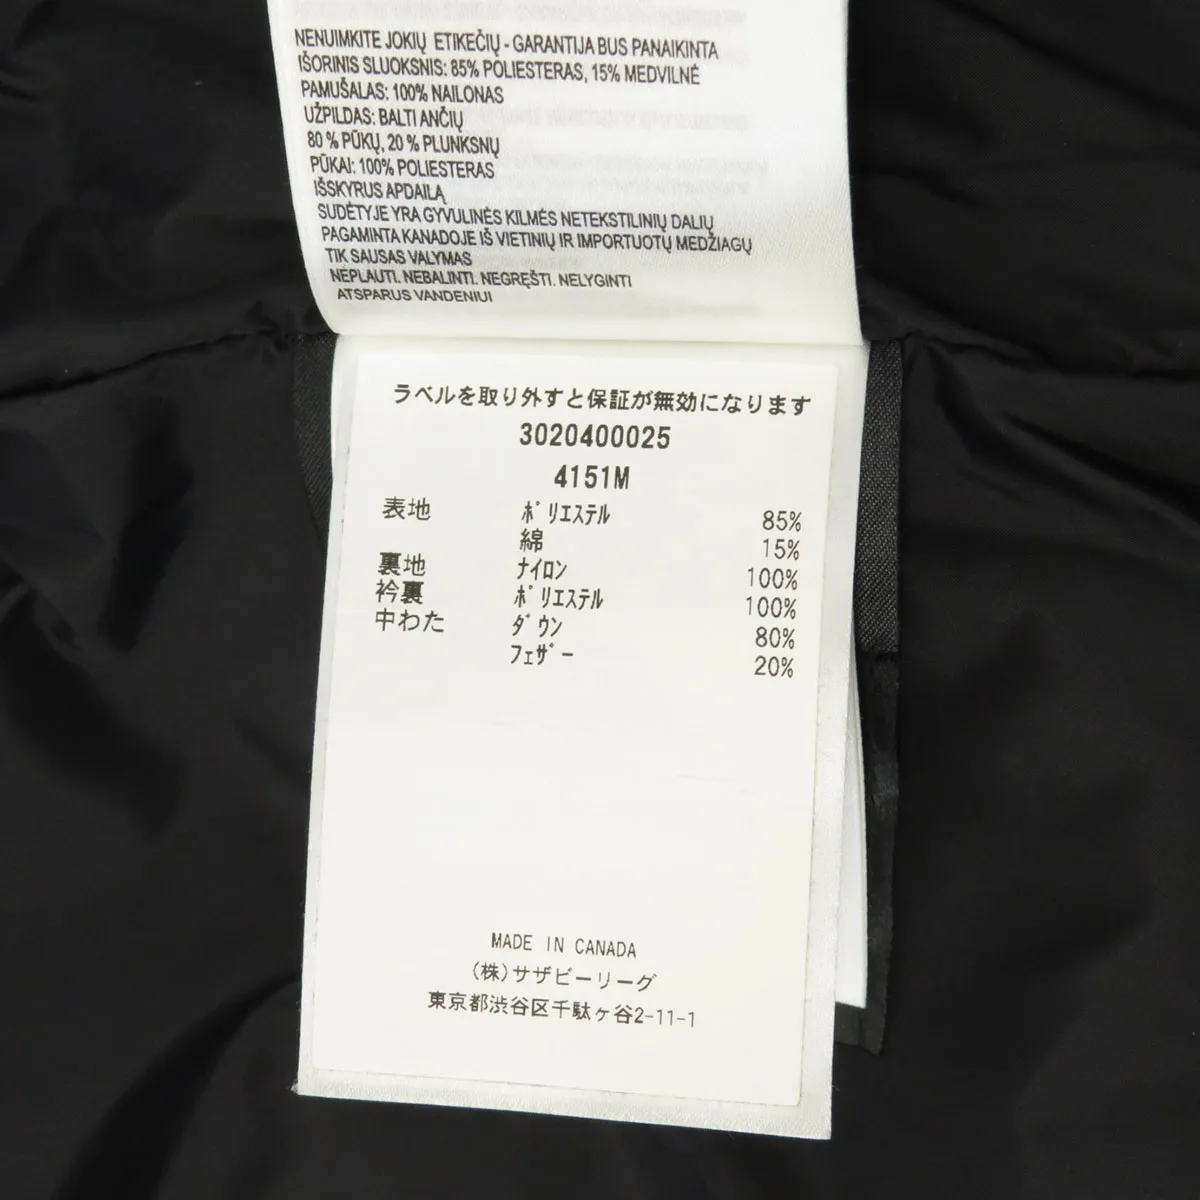 NENUIMKITE JOKIŲ ETIKEČIŲ - GARANTIJA BUS PANAIKINTA
IŠORINIS SLUOKSNIS: 85% POLIESTERAS, 15% MEDVILNĖ
PAMUŠALAS: 100% NAILONAS
UŽPILDAS: BALTI ANČIŲ
80 % PŪKŲ, 20 % PLUNKSNŲ
PŪKAI: 100% POLIESTERAS
IŠSKYRUS APDAILĄ
SUDĖTYJE YRA GYVULINĖS KILMĖS NETEKSTILINIŲ DALIŲ
PAGAMINTA KANADOJE IŠ VIETINIŲ IR IMPORTUOTŲ MEDŽIAGŲ
TIK SAUSAS VALYMAS
NEPLAUTI. NEBALINTI. NEGRĘŠTI. NELYGINTI
ATSPARUS VANDENIUI
ラベルを取り外すと保証が無効になります
3020400025
4151M
表地 ﾎﾟﾘｴｽﾃﾙ 85%
綿 15%
裏地 ﾅｲﾛﾝ 100%
衿裏 ﾎﾟﾘｴｽﾃﾙ 100%
中わた ﾀﾞｳﾝ 80%
ﾌｪｻﾞｰ 20%
MADE IN CANADA
(株)サザビーリーグ
東京都渋谷区千駄ヶ谷2-11-1